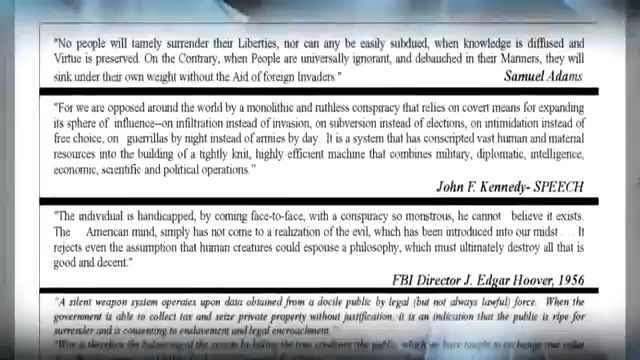 "No people will tamely surrender their Liberties, nor can any be easily subdued, when knowledge is diffused and
Virtue is preserved. On the Contrary, when People are universally ignorant, and debauched in their Manners, they will
sink under their own weight without the Aid of foreign Invaders."
Samuel Adams
"For we are opposed around the world by a monolithic and ruthless conspiracy that relies on covert means for expanding
its sphere of influence--on infiltration instead of invasion, on subversion instead of elections, on intimidation instead of
free choice, on guerrillas by night instead of armies by day. It is a system that has conscripted vast human and material
resources into the building of a tightly knit, highly efficient machine that combines military, diplomatic, intelligence,
economic, scientific and political operations."
John F. Kennedy- SPEECH
"The individual is handicapped, by coming face-to-face, with a conspiracy so monstrous, he cannot believe it exists.
The American mind, simply has not come to a realization of the evil, which has been introduced into our midst . . . It
rejects even the assumption that human creatures could espouse a philosophy, which must ultimately destroy all that is
good and decent."
FBI Director J. Edgar Hoover, 1956
"A silent weapon system operates upon data obtained from a docile public by legal (but not always lawful) force. When the
government is able to collect tax and seize private property without justification, it is an indication that the public is ripe for
surrender and is consenting to enslavement and legal encroachment."